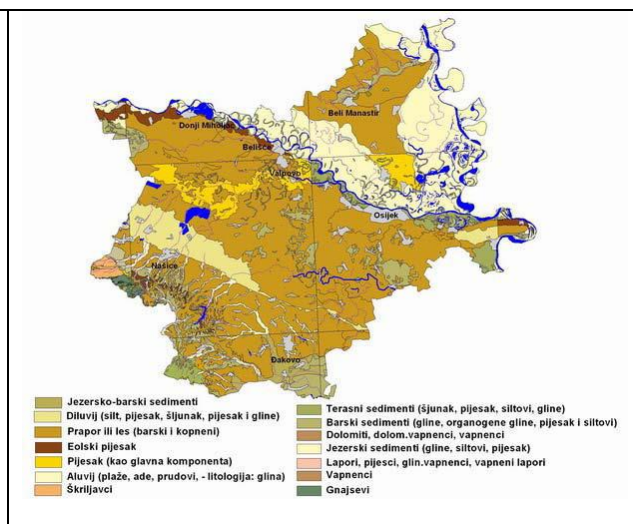 Beli Manastir
Donji Miholjac
Belišće
Valpovo
Osijek
Našice
Đakovo
Jezersko-barski sedimenti
Diluvij (silt, pijesak, šljunak, pijesak i gline)
Prapor ili les (barski i kopneni)
Eolski pijesak
Pijesak (kao glavna komponenta)
Aluvij (plaže, ade, prudovi, - litologija: glina)
Škriljavci
Terasni sedimenti (šjunak, pijesak, siltovi, gline)
Barski sedimenti (gline, organogene gline, pijesak i siltovi)
Dolomiti, dolom.vapnenci, vapnenci
Jezerski sedimenti (gline, siltovi, pijesak)
Lapori, pijesci, glin.vapnenci, vapneni lapori
Vapnenci
Gnajsevi